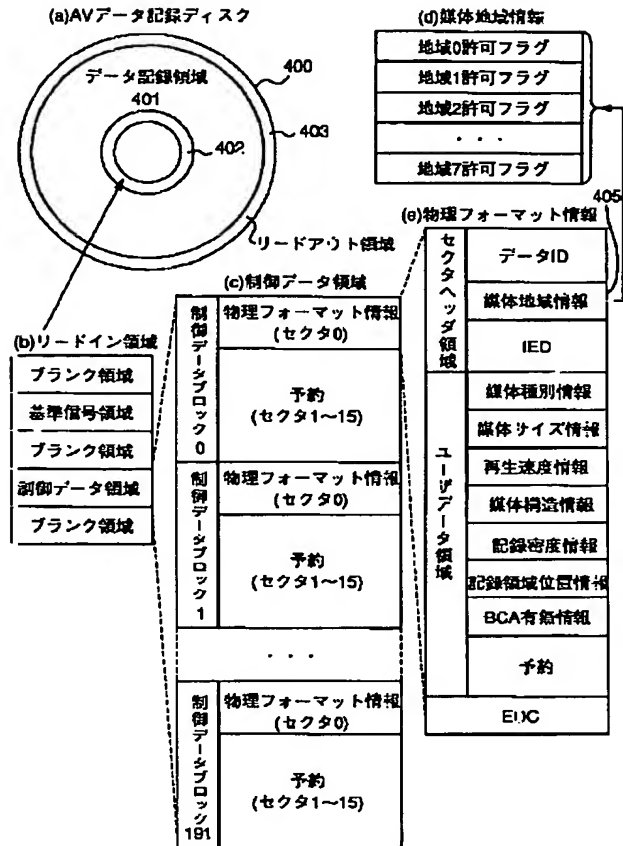 (a)AVデータ記録ディスク
データ記録領域
401
400
403
402
リードアウト領域
(b)リードイン領域
ブランク領域
基準信号領域
ブランク領域
制御データ領域
ブランク領域
(c)制御データ領域
制御データブロック0
物理フォーマット情報
(セクタ0)
予約
(セクタ1〜15)
制御データブロック1
物理フォーマット情報
(セクタ0)
予約
(セクタ1〜15)
・・・
制御データブロック191
物理フォーマット情報
(セクタ0)
予約
(セクタ1〜15)
(d)媒体地域情報
地域0許可フラグ
地域1許可フラグ
地域2許可フラグ
・・・
地域7許可フラグ
405
(e)物理フォーマット情報
セクタヘッダ領域
データID
媒体地域情報
IED
ユーザデータ領域
媒体種別情報
媒体サイズ情報
再生速度情報
媒体構造情報
記録密度情報
記録領域位置情報
BCA有無情報
予約
EDC